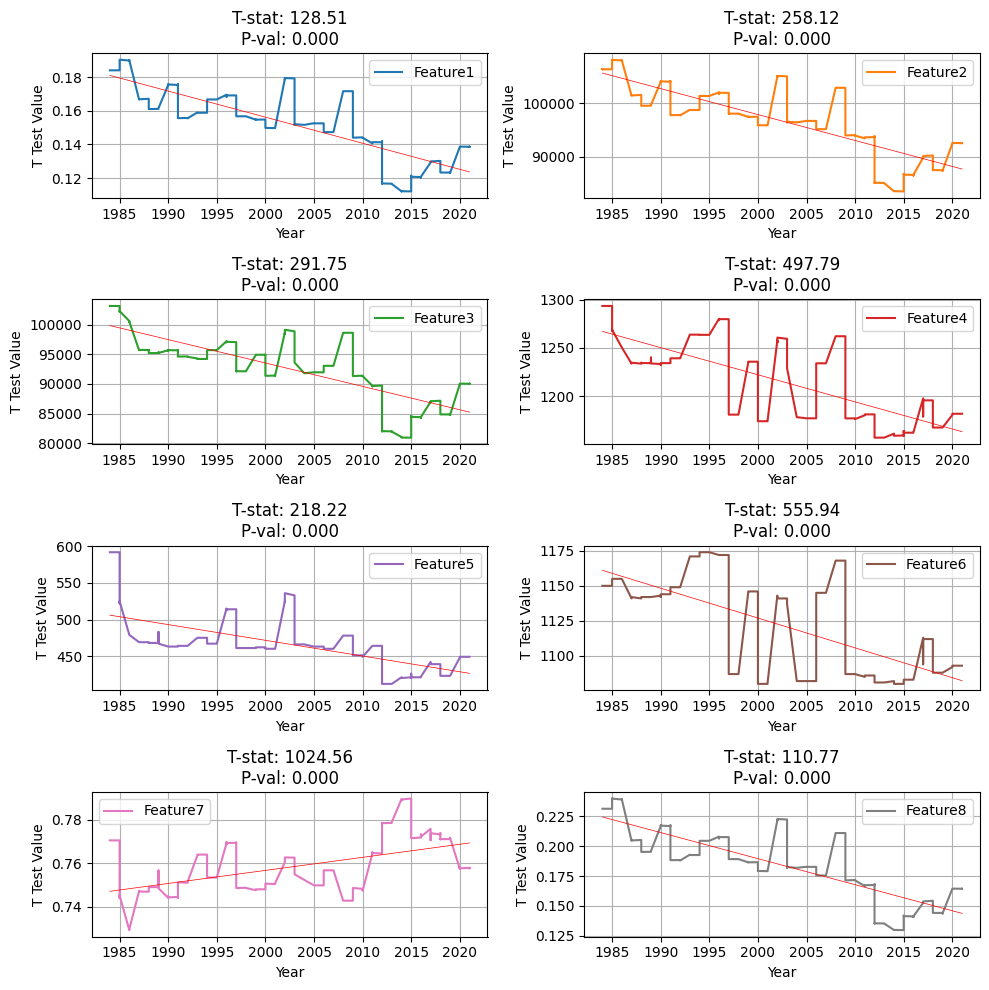 T-stat: 128.51
P-val: 0.000
T Test Value
0.18
0.16
0.14
0.12
Feature1
1985 1990 1995 2000 2005 2010 2015 2020
Year
T-stat: 258.12
P-val: 0.000
T Test Value
100000
90000
Feature2
1985 1990 1995 2000 2005 2010 2015 2020
Year
T-stat: 291.75
P-val: 0.000
T Test Value
100000
95000
90000
85000
80000
Feature3
1985 1990 1995 2000 2005 2010 2015 2020
Year
T-stat: 497.79
P-val: 0.000
T Test Value
1300
1250
1200
Feature4
1985 1990 1995 2000 2005 2010 2015 2020
Year
T-stat: 218.22
P-val: 0.000
T Test Value
600
550
500
450
Feature5
1985 1990 1995 2000 2005 2010 2015 2020
Year
T-stat: 555.94
P-val: 0.000
T Test Value
1175
1150
1125
1100
Feature6
1985 1990 1995 2000 2005 2010 2015 2020
Year
T-stat: 1024.56
P-val: 0.000
T Test Value
0.78
0.76
0.74
Feature7
1985 1990 1995 2000 2005 2010 2015 2020
Year
T-stat: 110.77
P-val: 0.000
T Test Value
0.225
0.200
0.175
0.150
0.125
Feature8
1985 1990 1995 2000 2005 2010 2015 2020
Year